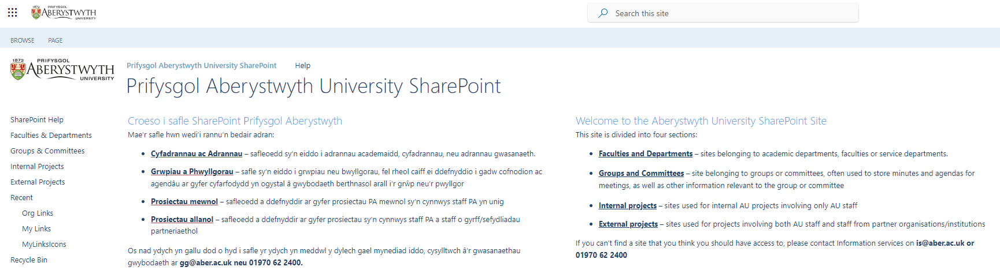 1872 PRIFYSGOL
ABERYSTWYTH
UNIVERSITY
Search this site
BROWSE
PAGE
1872 PRIFYSGOL
ABERYSTWYTH
UNIVERSITY
Prifysgol Aberystwyth University SharePoint
Help
Prifysgol Aberystwyth University SharePoint
SharePoint Help
Faculties & Departments
Groups & Committees
Internal Projects
External Projects
Recent
Org Links
My Links
MyLinksIcons
Recycle Bin
Croeso i safle SharePoint Prifysgol Aberystwyth
Mae'r safle hwn wedi'i rannu'n bedair adran:
• Cyfadrannau ac Adrannau – safleoedd sy'n eiddo i adrannau academaidd, cyfadrannau, neu adrannau gwasanaeth.
• Grwpiau a Phwyllgorau – safle sy'n eiddo i grwpiau neu bwyllgorau, fel rheol caiff ei ddefnyddio i gadw cofnodion ac
agendâu ar gyfer cyfarfodydd yn ogystal â gwybodaeth berthnasol arall i'r grŵp neu'r pwyllgor
• Prosiectau mewnol – safleoedd a ddefnyddir ar gyfer prosiectau PA mewnol sy'n cynnwys staff PA yn unig
• Prosiectau allanol – safleoedd a ddefnyddir ar gyfer prosiectau sy'n cynnwys staff PA a staff o gyrff/sefydliadau
partneriaethol
Os nad ydych yn gallu dod o hyd i safle yr ydych yn meddwl y dylech gael mynediad iddo, cysylltwch â'r gwasanaethau
gwybodaeth ar gg@aber.ac.uk neu 01970 62 2400.
Welcome to the Aberystwyth University SharePoint Site
This site is divided into four sections:
• Faculties and Departments – sites belonging to academic departments, faculties or service departments.
• Groups and Committees – site belonging to groups or committees, often used to store minutes and agendas for
meetings, as well as other information relevant to the group or committee
• Internal projects – sites used for internal AU projects involving only AU staff
• External projects – sites used for projects involving both AU staff and staff from partner organisations/institutions
If you can't find a site that you think you should have access to, please contact Information services on is@aber.ac.uk or
01970 62 2400